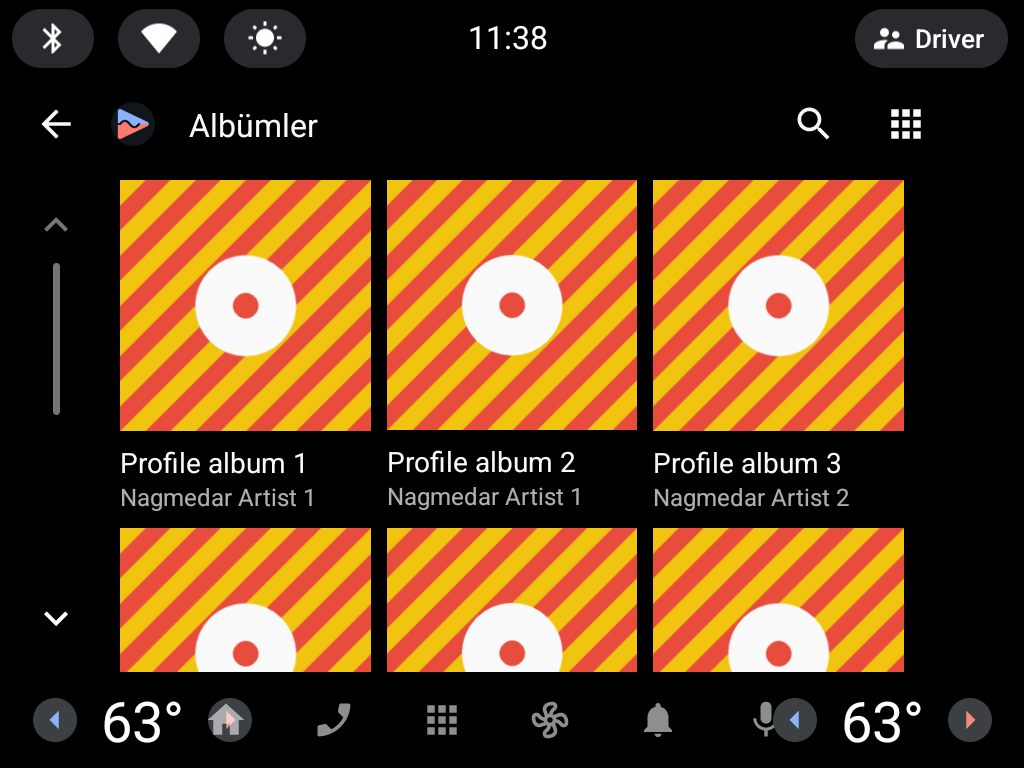 11:38
Driver
Albümler
Profile album 1
Nagmedar Artist 1
Profile album 2
Nagmedar Artist 1
Profile album 3
Nagmedar Artist 2
63°
63°